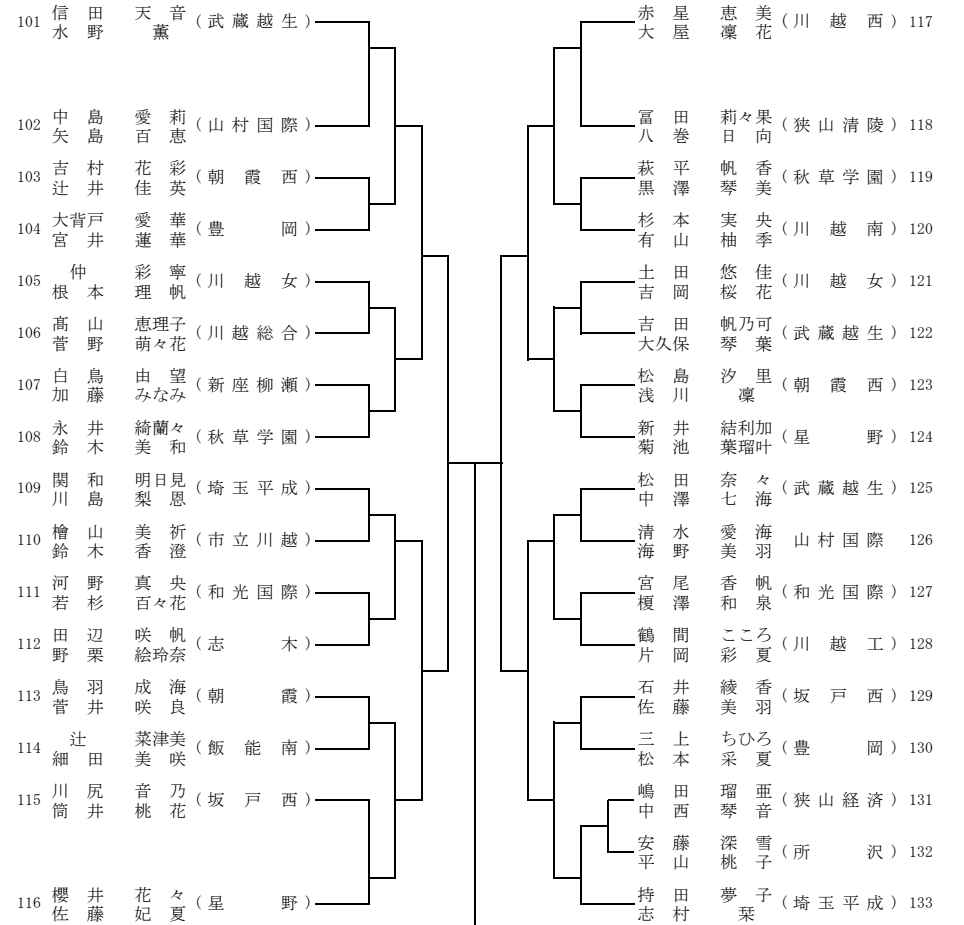 101 信田 天音 (武蔵越生)
水野 薫
102 中島 愛莉 (山村国際)
矢島 百恵
103 吉村 花彩 (朝霞西)
辻井 佳英
104 大背戸 愛華 (豊岡)
宮井 蓮華
105 仲 彩寧 (川越女)
根本 理帆
106 髙山 恵理子 (川越総合)
菅野 萌々花
107 白鳥 由望 (新座柳瀬)
加藤 みなみ
108 永井 綺蘭々 (秋草学園)
鈴木 美和
109 関和 明日見 (埼玉平成)
川島 梨恩
110 檜山 美祈 (市立川越)
鈴木 香澄
111 河野 真央 (和光国際)
若杉 百々花
112 田辺 咲帆 (志木)
野栗 絵玲奈
113 鳥羽 成海 (朝霞)
菅井 咲良
114 辻 菜津美 (飯能南)
細田 美咲
115 川尻 音乃 (坂戸西)
筒井 桃花
116 櫻井 花々 (星野)
佐藤 妃夏
赤星 恵美 (川越西) 117
大屋 凜花
冨田 莉々果 (狭山清陵) 118
八巻 日向
萩平 帆香 (秋草学園) 119
黒澤 琴美
杉本 実央 (川越南) 120
有山 柚季
土田 悠佳 (川越女) 121
吉岡 桜花
吉田 帆乃可 (武蔵越生) 122
大久保 琴葉
松島 汐里 (朝霞西) 123
浅川 凜
新井 結利加 (星野) 124
菊池 葉瑠叶
松田 奈々 (武蔵越生) 125
中澤 七海
清水 愛海 山村国際 126
海野 美羽
宮尾 香帆 (和光国際) 127
榎澤 和泉
鶴間 こころ (川越工) 128
片岡 彩夏
石井 綾香 (坂戸西) 129
佐藤 美羽
三上 ちひろ (豊岡) 130
松本 采夏
嶋田 瑠亜 (狭山経済) 131
中西 琴音
安藤 深雪 (所沢) 132
平山 桃子
持田 夢子 (埼玉平成) 133
志村 栞